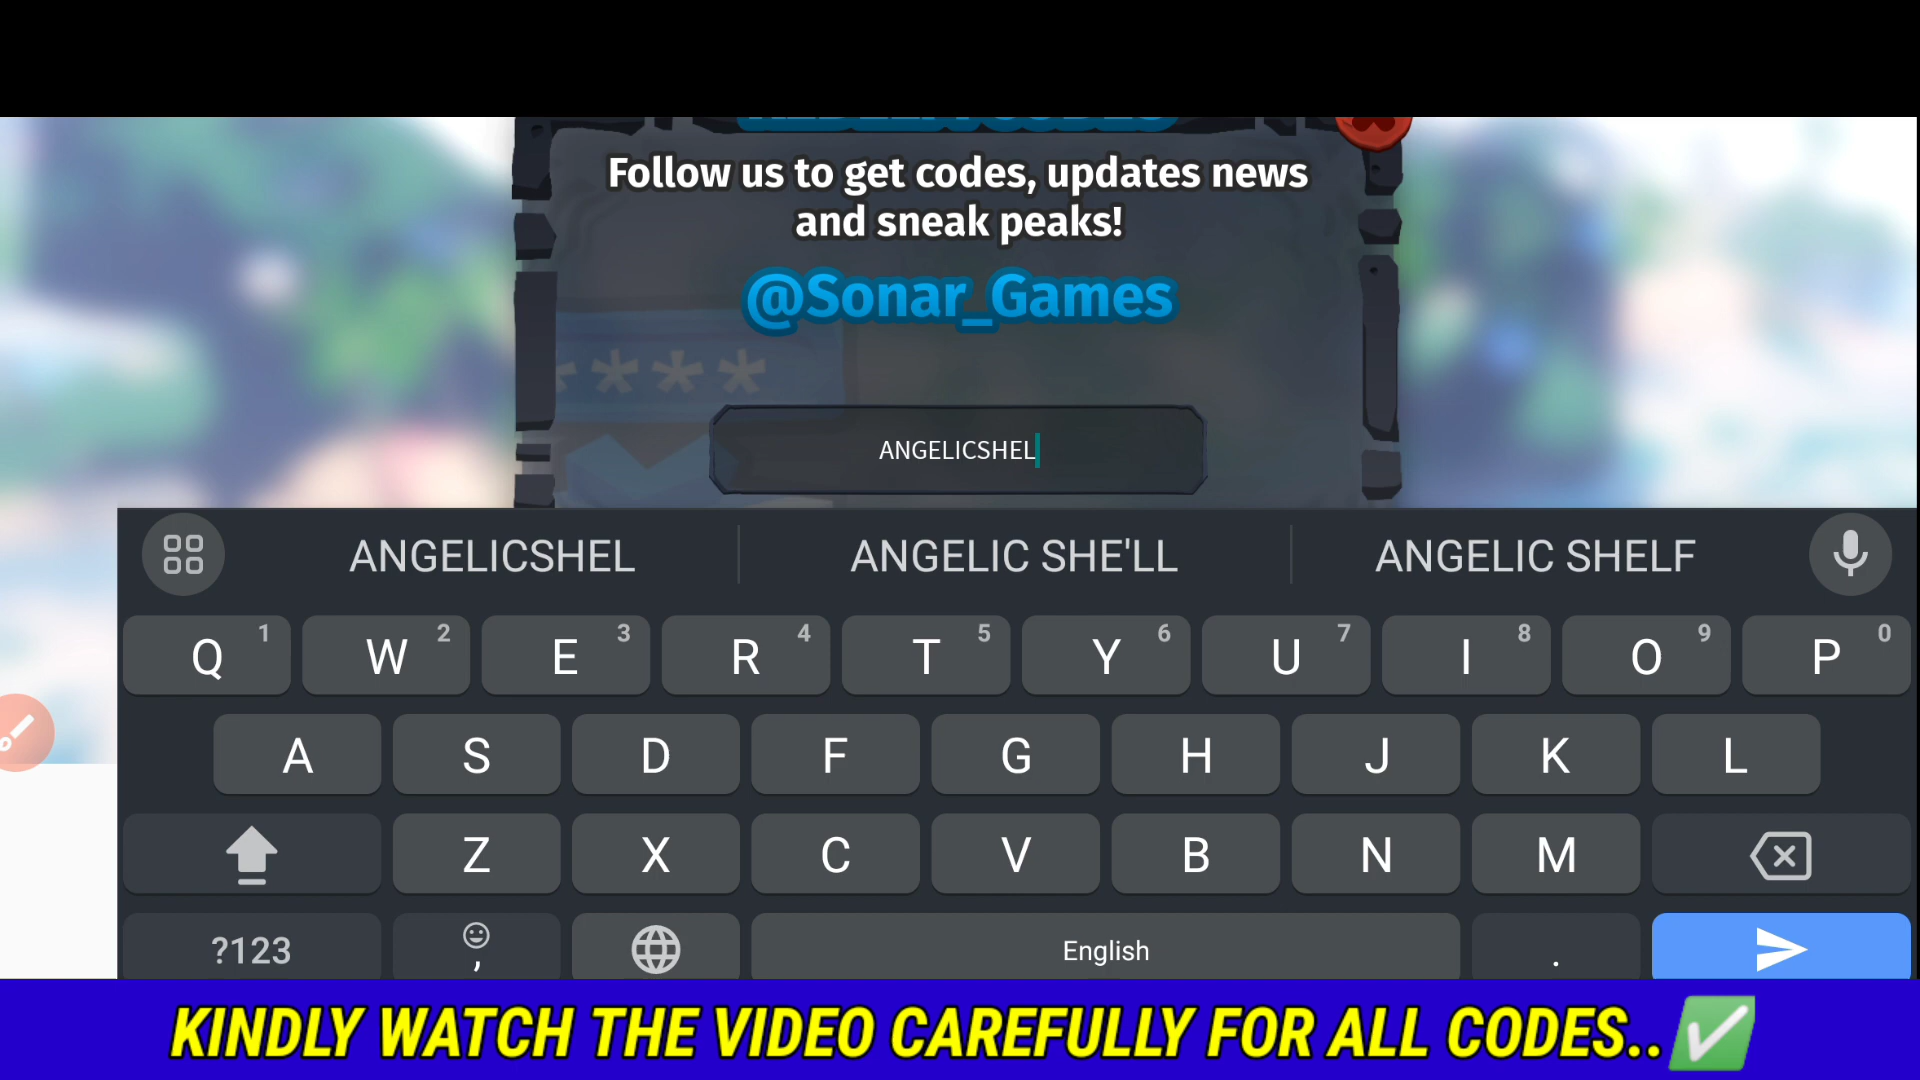 Follow us to get codes, updates news
and sneak peaks!
@Sonar_Games
****
ANGELICSHEL
ANGELICSHEL ANGELIC SHE'LL ANGELIC SHELF
Q 1 W 2 E 3 R 4 T 5 Y 6 U 7 I 8 O 9 P 0
A S D F G H J K L
Z X C V B N M
?123 , English .
KINDLY WATCH THE VIDEO CAREFULLY FOR ALL CODES..✅